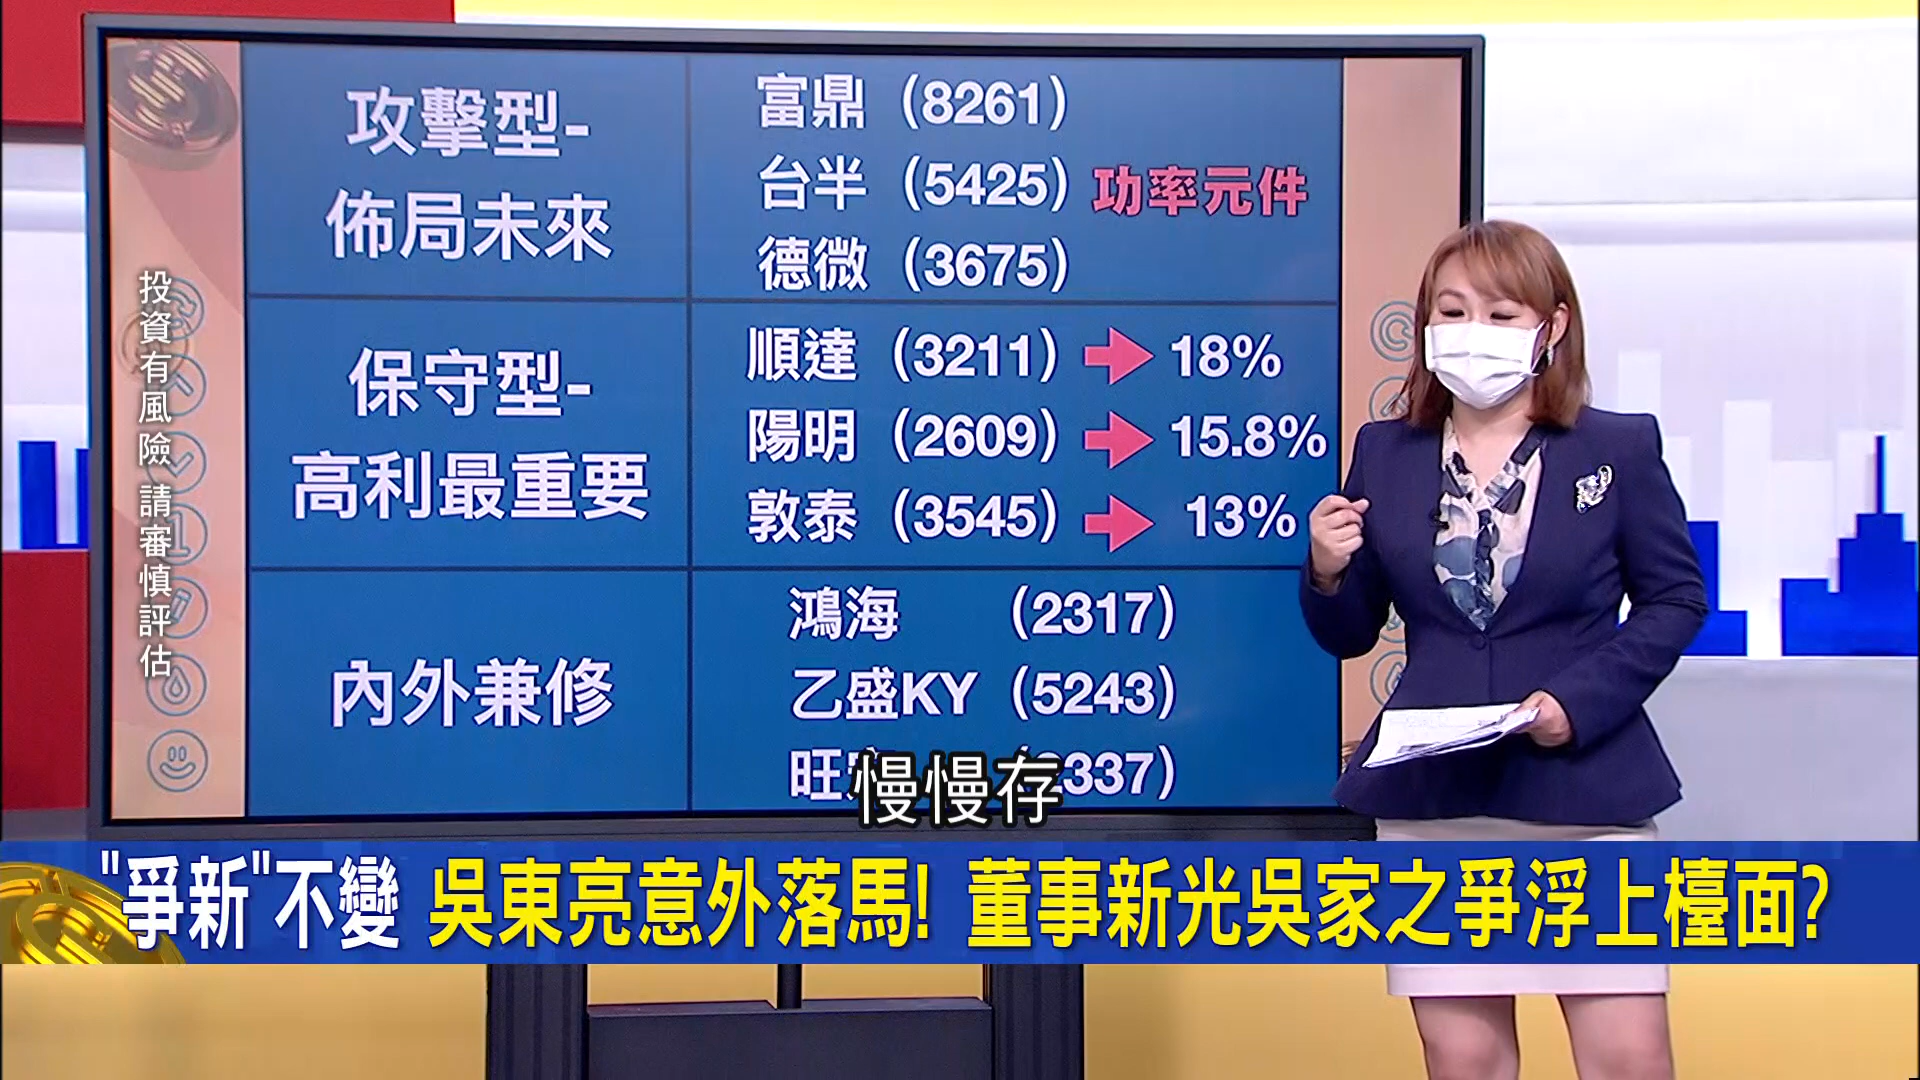 攻擊型-
佈局未來
富鼎（8261）
台半（5425）
功率元件
德微（3675）
保守型-
高利最重要
順達（3211）
18%
陽明（2609）
15.8%
敦泰（3545）
13%
內外兼修
鴻海（2317）
乙盛KY（5243）
旺
337）
投資有風險 請審慎評估
慢慢存
"爭新"不變 吳東亮意外落馬! 董事新光吳家之爭浮上檯面?